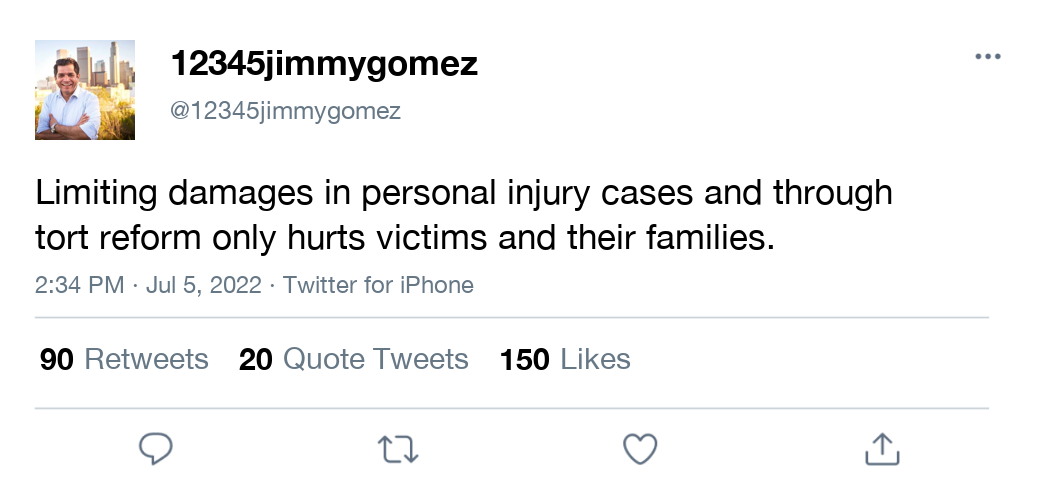 12345jimmygomez
@12345jimmygomez
Limiting damages in personal injury cases and through
tort reform only hurts victims and their families.
2:34 PM · Jul 5, 2022 · Twitter for iPhone
90 Retweets 20 Quote Tweets 150 Likes